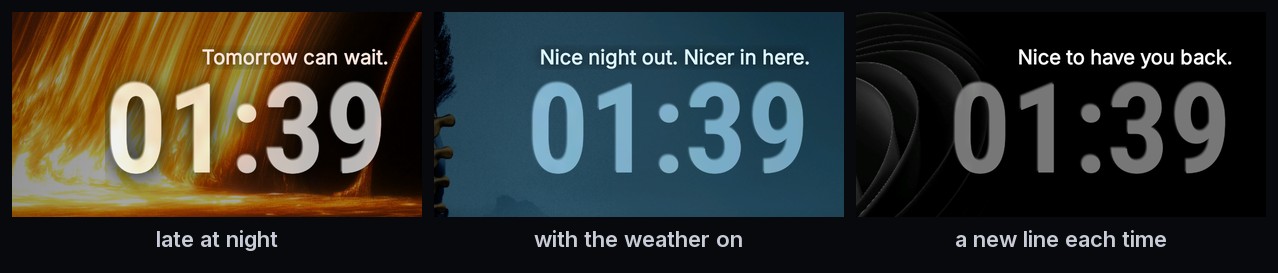 Tomorrow can wait.
01:39
late at night
Nice night out. Nicer in here.
01:39
with the weather on
Nice to have you back.
01:39
a new line each time